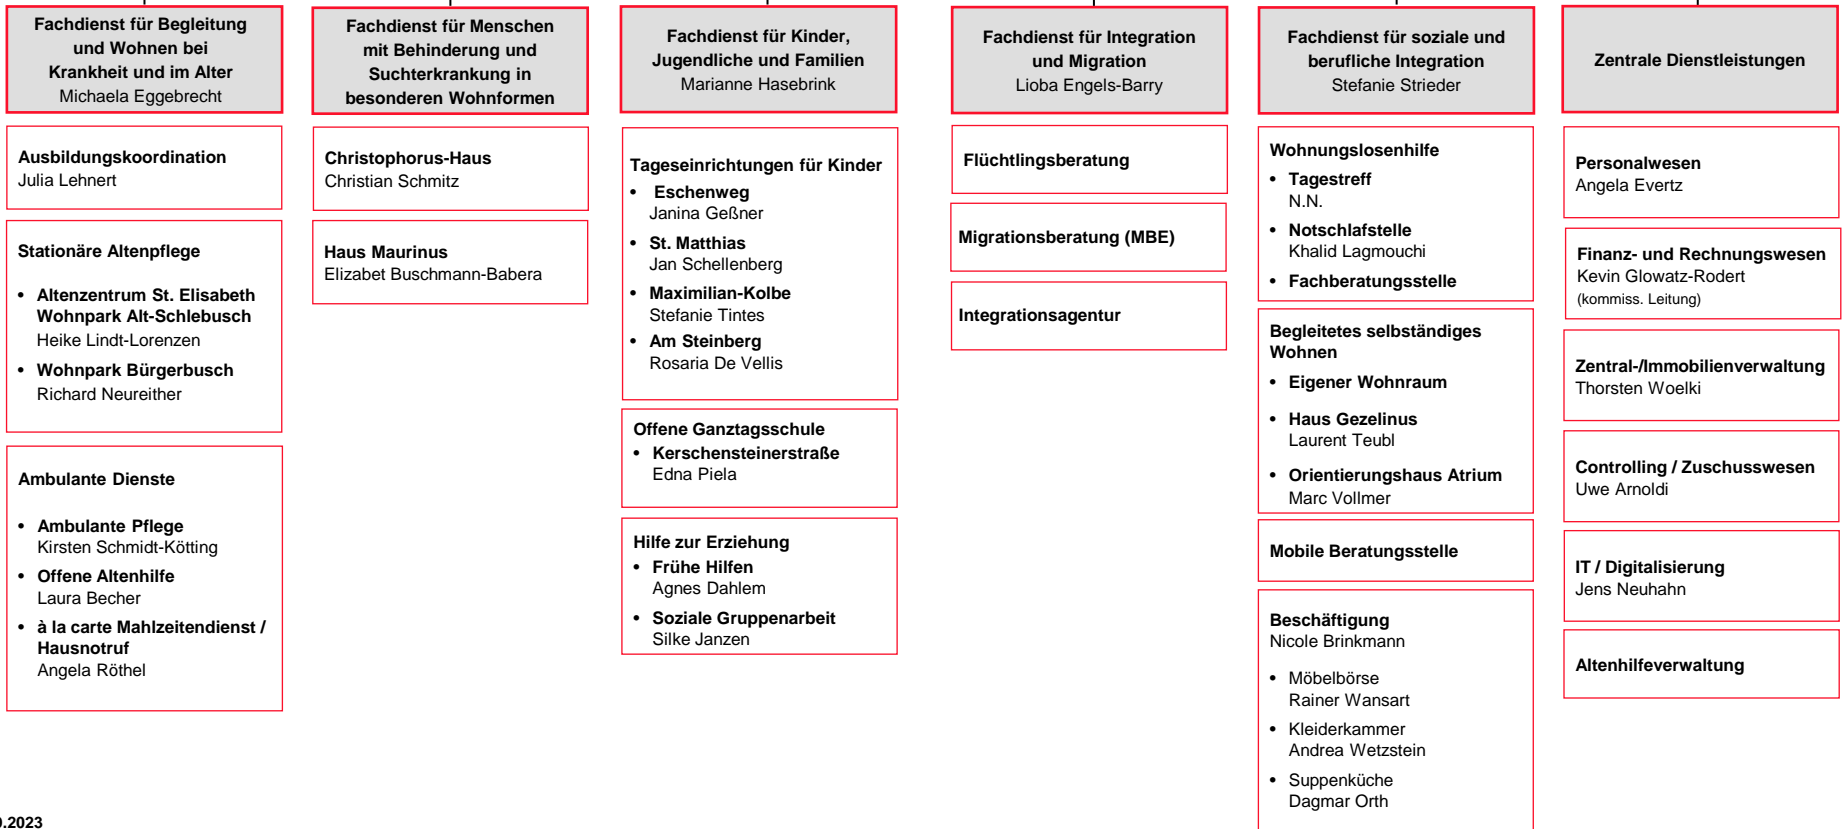 Fachdienst für Begleitung
und Wohnen bei
Krankheit und im Alter
Michaela Eggebrecht
Ausbildungskoordination
Julia Lehnert
Stationäre Altenpflege
• Altenzentrum St. Elisabeth
Wohnpark Alt-Schlebusch
Heike Lindt-Lorenzen
• Wohnpark Bürgerbusch
Richard Neureither
Ambulante Dienste
• Ambulante Pflege
Kirsten Schmidt-Kötting
• Offene Altenhilfe
Laura Becher
• à la carte Mahlzeitendienst /
Hausnotruf
Angela Röthel
Fachdienst für Menschen
mit Behinderung und
Suchterkrankung in
besonderen Wohnformen
Christophorus-Haus
Christian Schmitz
Haus Maurinus
Elizabet Buschmann-Babera
Fachdienst für Kinder,
Jugendliche und Familien
Marianne Hasebrink
Tageseinrichtungen für Kinder
• Eschenweg
Janina Geßner
• St. Matthias
Jan Schellenberg
• Maximilian-Kolbe
Stefanie Tintes
• Am Steinberg
Rosaria De Vellis
Offene Ganztagsschule
• Kerschensteinerstraße
Edna Piela
Hilfe zur Erziehung
• Frühe Hilfen
Agnes Dahlem
• Soziale Gruppenarbeit
Silke Janzen
Fachdienst für Integration
und Migration
Lioba Engels-Barry
Flüchtlingsberatung
Migrationsberatung (MBE)
Integrationsagentur
Fachdienst für soziale und
berufliche Integration
Stefanie Strieder
Wohnungslosenhilfe
• Tagestreff
N.N.
• Notschlafstelle
Khalid Lagmouchi
• Fachberatungsstelle
Begleitetes selbständiges
Wohnen
• Eigener Wohnraum
• Haus Gezelinus
Laurent Teubl
• Orientierungshaus Atrium
Marc Vollmer
Mobile Beratungsstelle
Beschäftigung
Nicole Brinkmann
• Möbelbörse
Rainer Wansart
• Kleiderkammer
Andrea Wetzstein
• Suppenküche
Dagmar Orth
Zentrale Dienstleistungen
Personalwesen
Angela Evertz
Finanz- und Rechnungswesen
Kevin Glowatz-Rodert
(kommiss. Leitung)
Zentral-/Immobilienverwaltung
Thorsten Woelki
Controlling / Zuschusswesen
Uwe Arnoldi
IT / Digitalisierung
Jens Neuhahn
Altenhilfeverwaltung
.2023